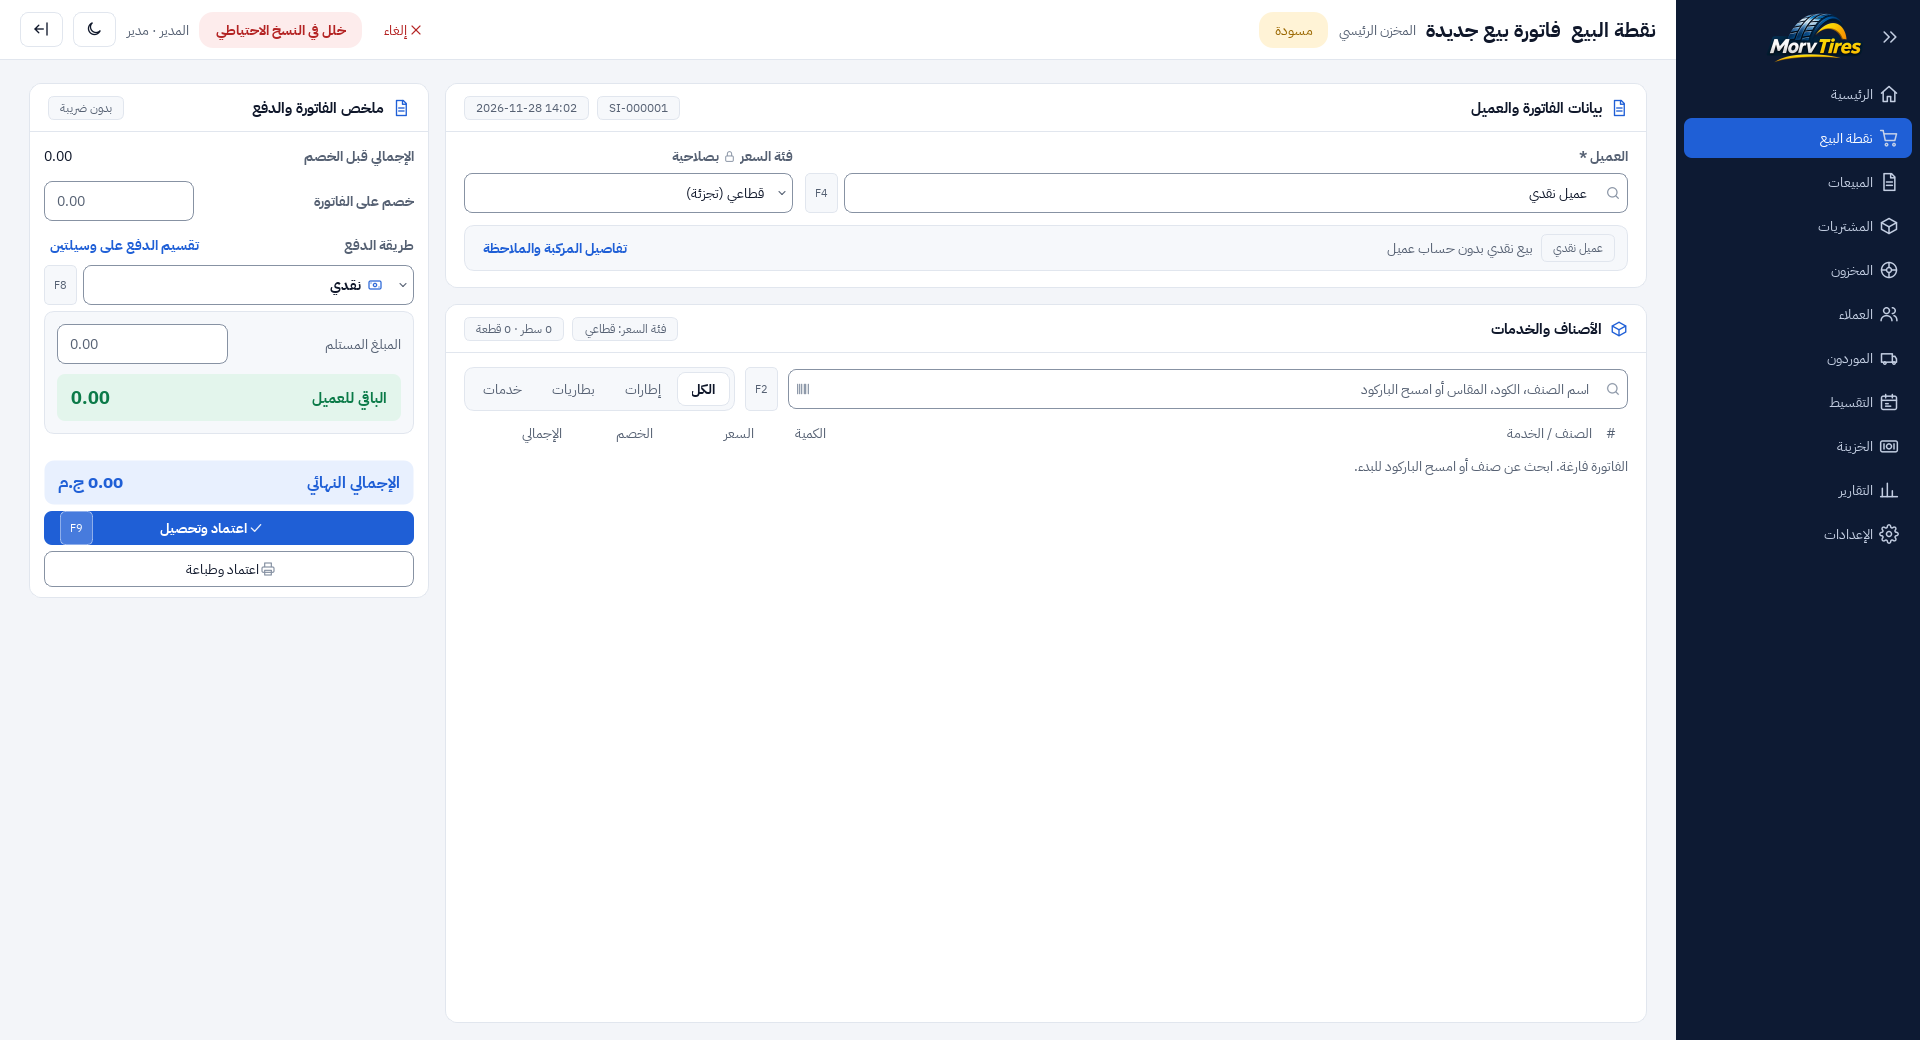 MorvTires
الرئيسية
نقطة البيع
المبيعات
المشتريات
المخزون
العملاء
الموردون
التقسيط
الخزينة
التقارير
الإعدادات
نقطة البيع فاتورة بيع جديدة المخزن الرئيسي مسودة
إلغاء خلل في النسخ الاحتياطي المدير · مدير
بيانات الفاتورة والعميل SI-000001 2026-11-28 14:02
العميل * فئة السعر بصلاحية
عميل نقدي F4 قطاعي (تجزئة)
عميل نقدي بيع نقدي بدون حساب عميل تفاصيل المركبة والملاحظة
الأصناف والخدمات فئة السعر: قطاعي ٥ سطر · ٥ قطعة
اسم الصنف، الكود، المقاس أو امسح الباركود F2 الكل إطارات بطاريات خدمات
# الصنف / الخدمة الكمية السعر الخصم الإجمالي
الفاتورة فارغة. ابحث عن صنف أو امسح الباركود للبدء.
ملخص الفاتورة والدفع بدون ضريبة
الإجمالي قبل الخصم 0.00
خصم على الفاتورة 0.00
طريقة الدفع تقسيم الدفع على وسيلتين
نقدي F8
المبلغ المستلم 0.00
الباقي للعميل 0.00
الإجمالي النهائي 0.00 ج.م
اعتماد وتحصيل F9
اعتماد وطباعة